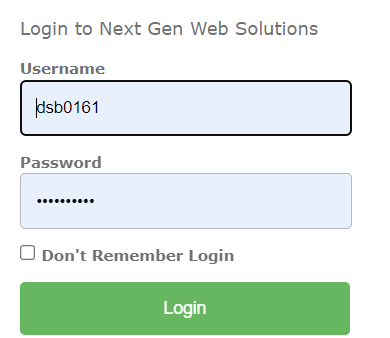 Login to Next Gen Web Solutions
Username
dsb0161
Password
••••••••••
Don't Remember Login
Login